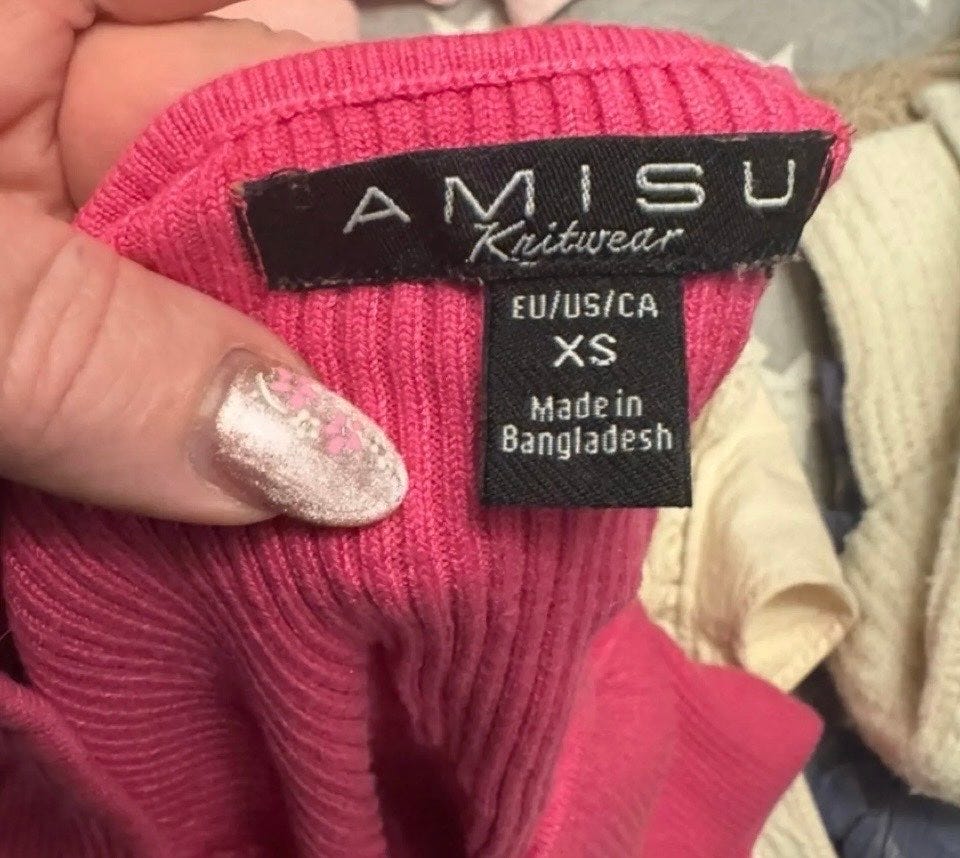 AMISU
Knitwear
EU/US/CA
XS
Made in
Bangladesh